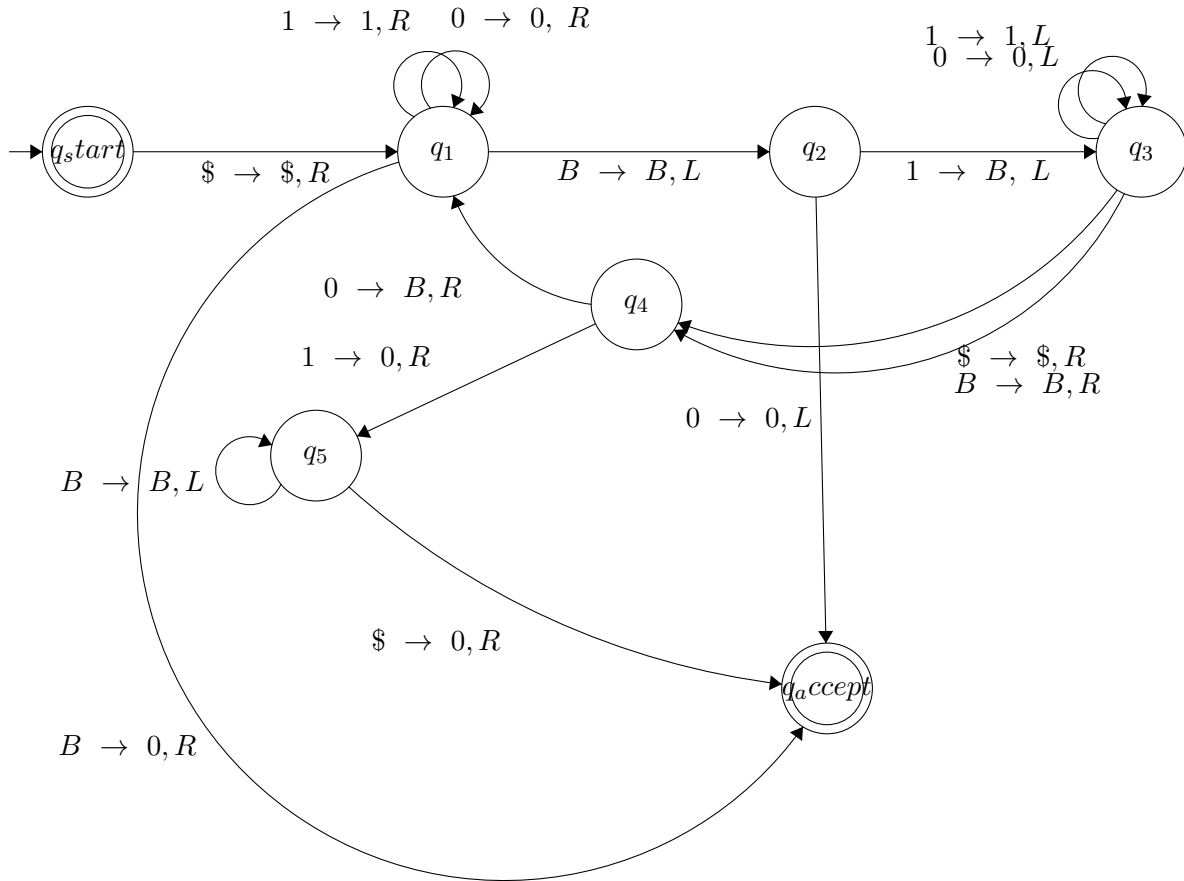 1 → 1, R
0 → 0, R
1 → 1, L
0 → 0, L
q_start
$ → $, R
q_1
B → B, L
q_2
1 → B, L
q_3
0 → B, R
q_4
1 → 0, R
$ → $, R
B → B, R
0 → 0, L
q_5
B → B, L
$ → 0, R
q_accept
B → 0, R